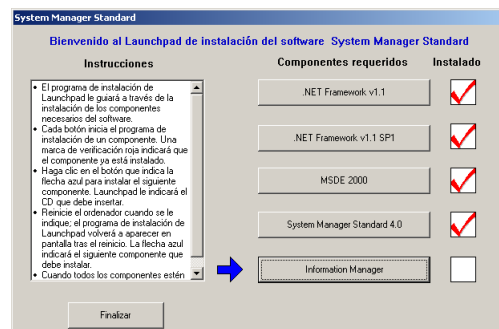 System Manager Standard
Bienvenido al Launchpad de instalación del software System Manager Standard
Instrucciones
Componentes requeridos
Instalado
• El programa de instalación de
Launchpad le guiará a través de la
instalación de los componentes
necesarios del software.
• Cada botón inicia el programa de
instalación de un componente. Una
marca de verificación roja indicará que
el componente ya está instalado.
• Haga clic en el botón que indica la
flecha azul para instalar el siguiente
componente. Launchpad le indicará el
CD que debe insertar.
• Reinicie el ordenador cuando se le
indique; el programa de instalación de
Launchpad volverá a aparecer en
pantalla tras el reinicio. La flecha azul
indicará el siguiente componente que
debe instalar.
• Cuando todos los componentes estén
.NET Framework v1.1
.NET Framework v1.1 SP1
MSDE 2000
System Manager Standard 4.0
Information Manager
Finalizar